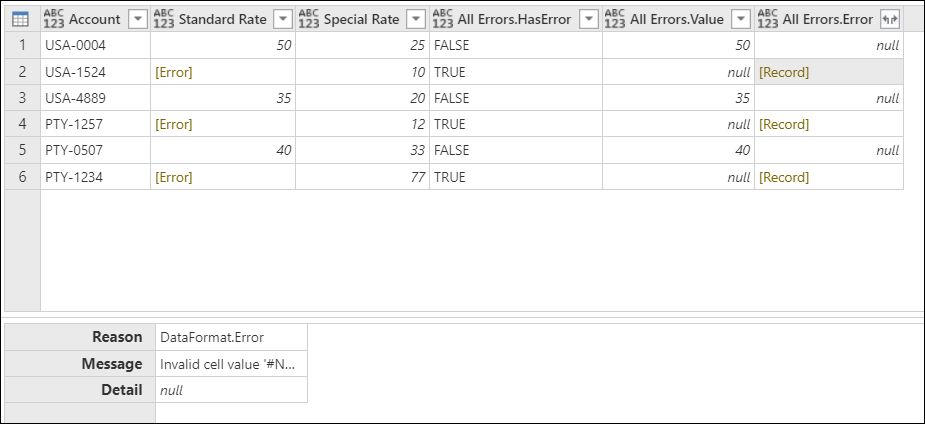 ABC 123 Account ABC 123 Standard Rate ABC 123 Special Rate ABC 123 All Errors.HasError ABC 123 All Errors.Value ABC 123 All Errors.Error
1 USA-0004 50 25 FALSE 50 null
2 USA-1524 [Error] 10 TRUE null [Record]
3 USA-4889 35 20 FALSE 35 null
4 PTY-1257 [Error] 12 TRUE null [Record]
5 PTY-0507 40 33 FALSE 40 null
6 PTY-1234 [Error] 77 TRUE null [Record]
Reason DataFormat.Error
Message Invalid cell value '#N...
Detail null